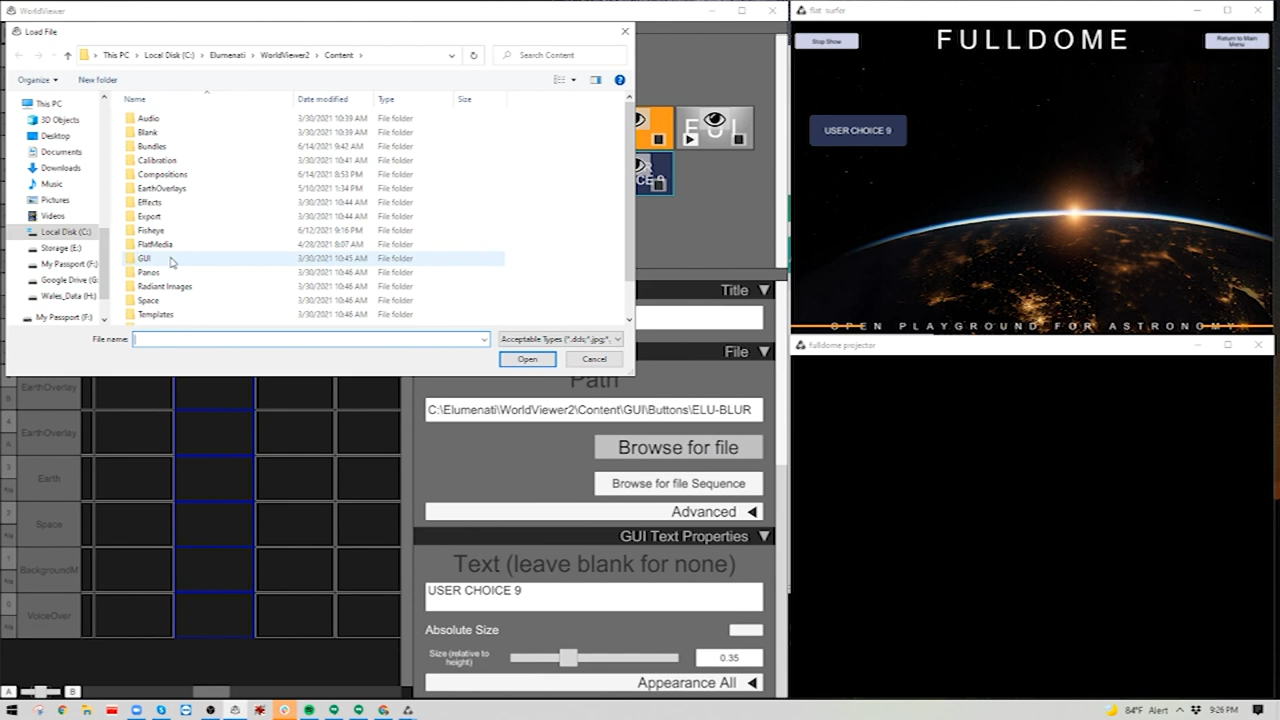 WorldViewer
Load File
This PC > Local Disk (C:) > Elumenati > WorldViewer2 > Content >
Search Content
Organize
New folder
This PC
3D Objects
Desktop
Documents
Downloads
Music
Pictures
Videos
Local Disk (C:)
Storage (E:)
My Passport (F:)
Google Drive (G:
Wales_Data (H:)
My Passport (F:)
Name Date modified Type Size
Audio 3/30/2021 10:39 AM File folder
Blank 3/30/2021 10:39 AM File folder
Bundles 6/14/2021 9:42 AM File folder
Calibration 3/30/2021 10:41 AM File folder
Compositions 6/14/2021 8:53 PM File folder
EarthOverlays 5/10/2021 1:34 PM File folder
Effects 3/30/2021 10:44 AM File folder
Export 3/30/2021 10:44 AM File folder
Fisheye 6/12/2021 9:16 PM File folder
FlatMedia 4/28/2021 8:07 AM File folder
GUI 3/30/2021 10:45 AM File folder
Panos 3/30/2021 10:46 AM File folder
Radiant Images 3/30/2021 10:46 AM File folder
Space 3/30/2021 10:46 AM File folder
Templates 3/30/2021 10:46 AM File folder
File name:
Acceptable Types (*.dds;*.jpg;*.
Open
Cancel
Title
File
Path
C:\Elumenati\WorldViewer2\Content\GUI\Buttons\ELU-BLUR
Browse for file
Browse for file Sequence
Advanced
GUI Text Properties
Text (leave blank for none)
USER CHOICE 9
Absolute Size
Size (relative to height)
0.35
Appearance All
EarthOverlay
B
4
A
EarthOverlay
3
Earth
2
Space
1
BackgroundM
0
VoiceOver
A
B
flat surfer
Stop Show
FULLDOME
Return to Main Menu
USER CHOICE 9
OPEN PLAYGROUND FOR ASTRONOMY
fulldome projector
84°F Alert
9:26 PM